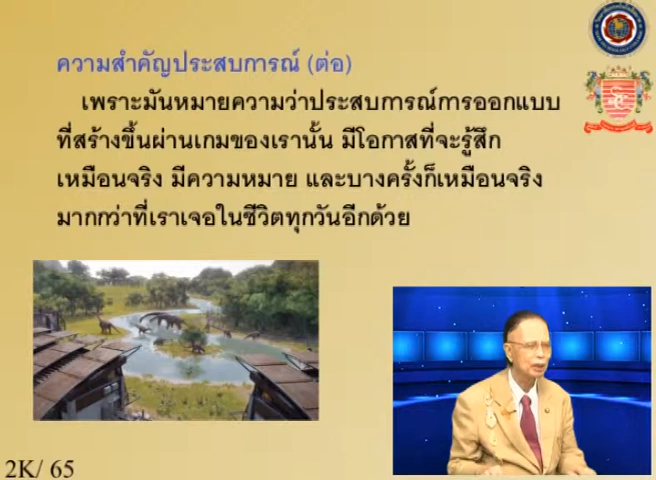 ความสำคัญประสบการณ์ (ต่อ)
เพราะมันหมายความว่าประสบการณ์การออกแบบ
ที่สร้างขึ้นผ่านเกมของเรานั้น มีโอกาสที่จะรู้สึก
เหมือนจริง มีความหมาย และบางครั้งก็เหมือนจริง
มากกว่าที่เราเจอในชีวิตทุกวันอีกด้วย
2K/ 65